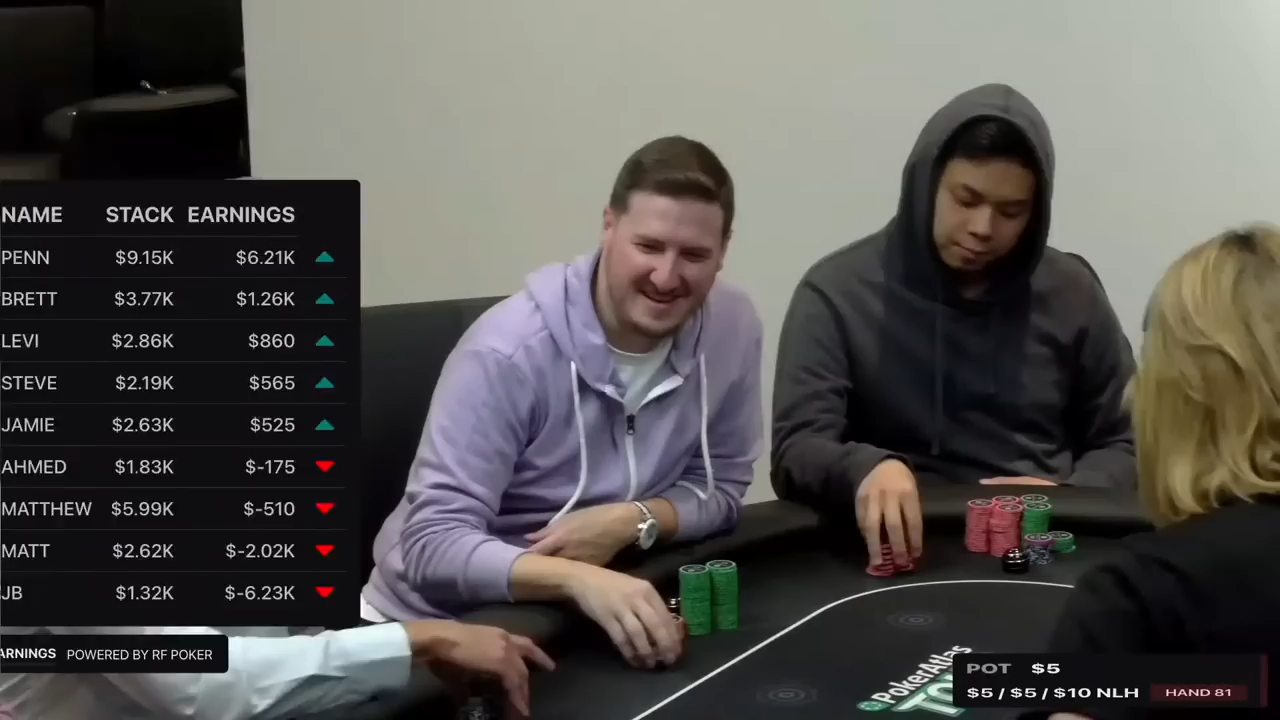 NAME STACK EARNINGS
PENN $9.15K $6.21K
BRETT $3.77K $1.26K
LEVI $2.86K $860
STEVE $2.19K $565
JAMIE $2.63K $525
AHMED $1.83K $-175
MATTHEW $5.99K $-510
MATT $2.62K $-2.02K
JB $1.32K $-6.23K
ARNINGS POWERED BY RF POKER
PokerAtlas
POT $5
$5 / $5 / $10 NLH HAND 81